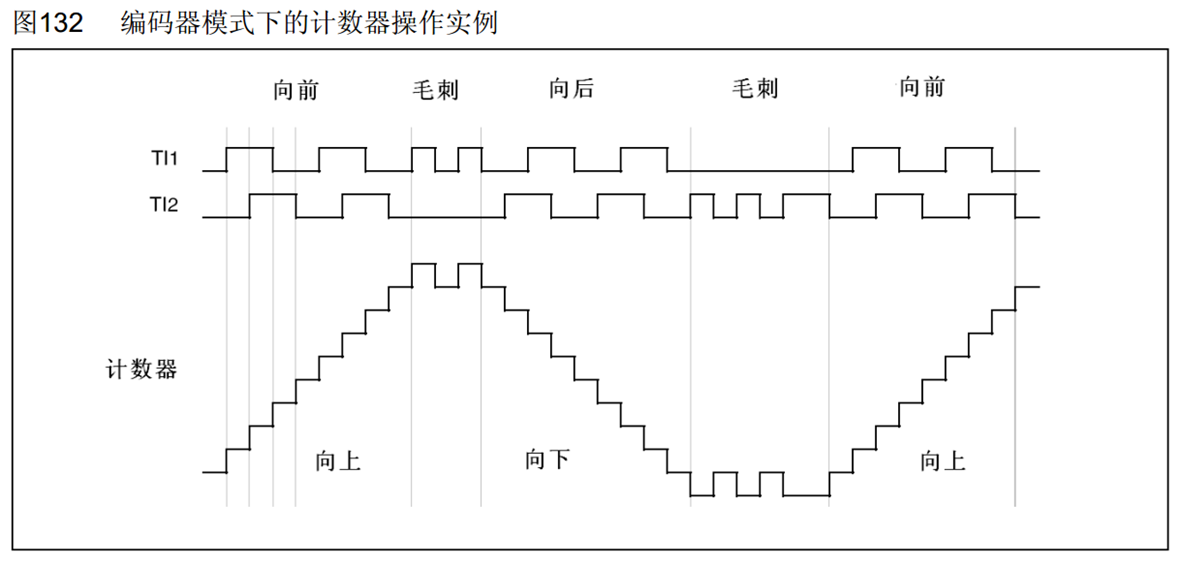 图132 编码器模式下的计数器操作实例
向前 毛刺 向后 毛刺 向前
TI1
TI2
计数器
向上 向下 向上